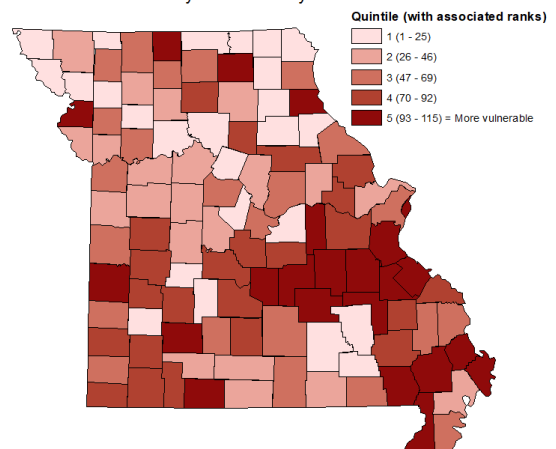 Quintile (with associated ranks)
1 (1 - 25)
2 (26 - 46)
3 (47 - 69)
4 (70 - 92)
5 (93 - 115) = More vulnerable